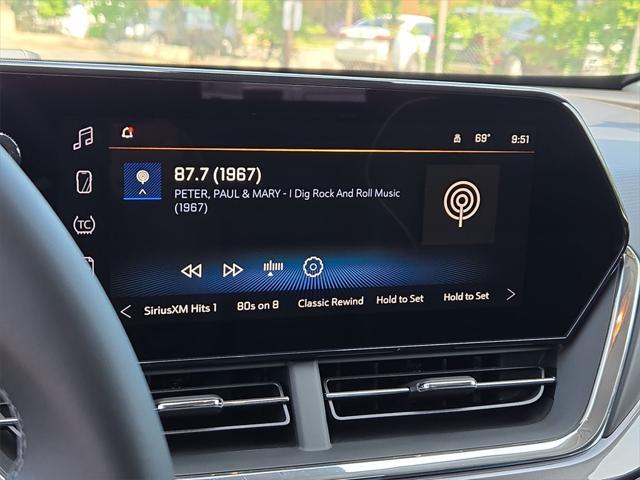 69° 9:51
87.7 (1967)
PETER, PAUL & MARY - I Dig Rock And Roll Music
(1967)
TC
SiriusXM Hits 1 80s on 8 Classic Rewind Hold to Set Hold to Set